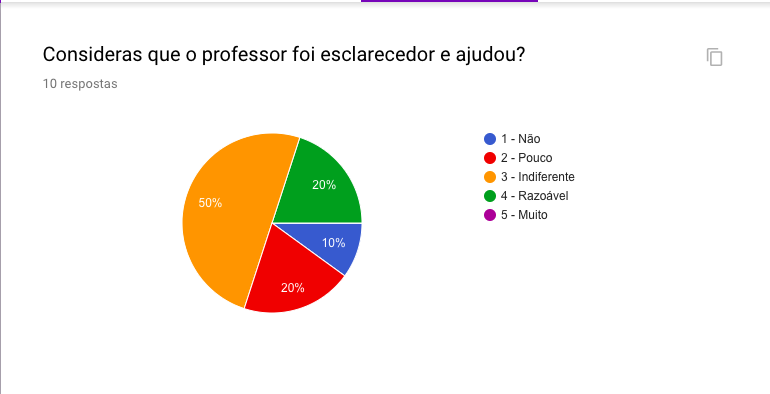 Consideras que o professor foi esclarecedor e ajudou?
10 respostas
50%
20%
10%
20%
1 - Não
2 - Pouco
3 - Indiferente
4 - Razoável
5 - Muito